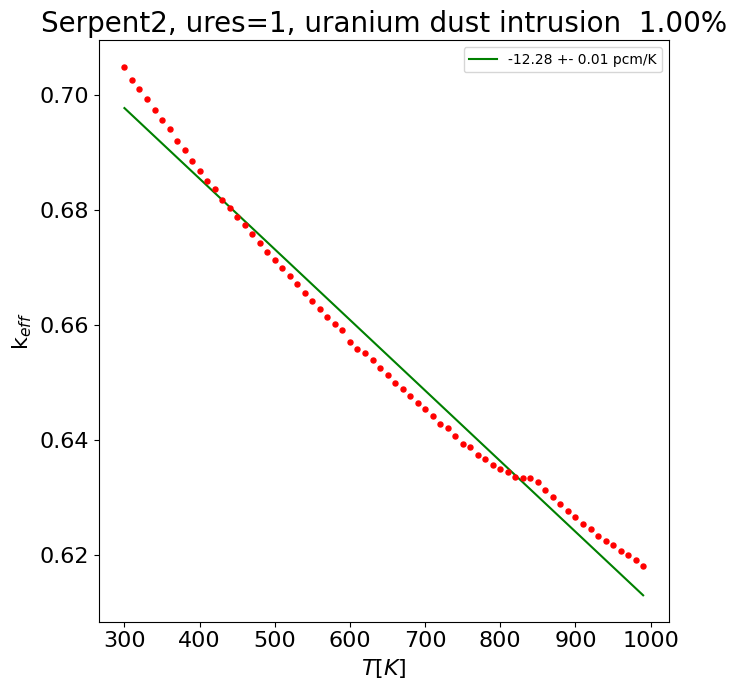 Serpent2, ures=1, uranium dust intrusion  1.00%
-12.28 +- 0.01 pcm/K
0.70
0.68
0.66
0.64
0.62
k_eff
300 400 500 600 700 800 900 1000
T[K]